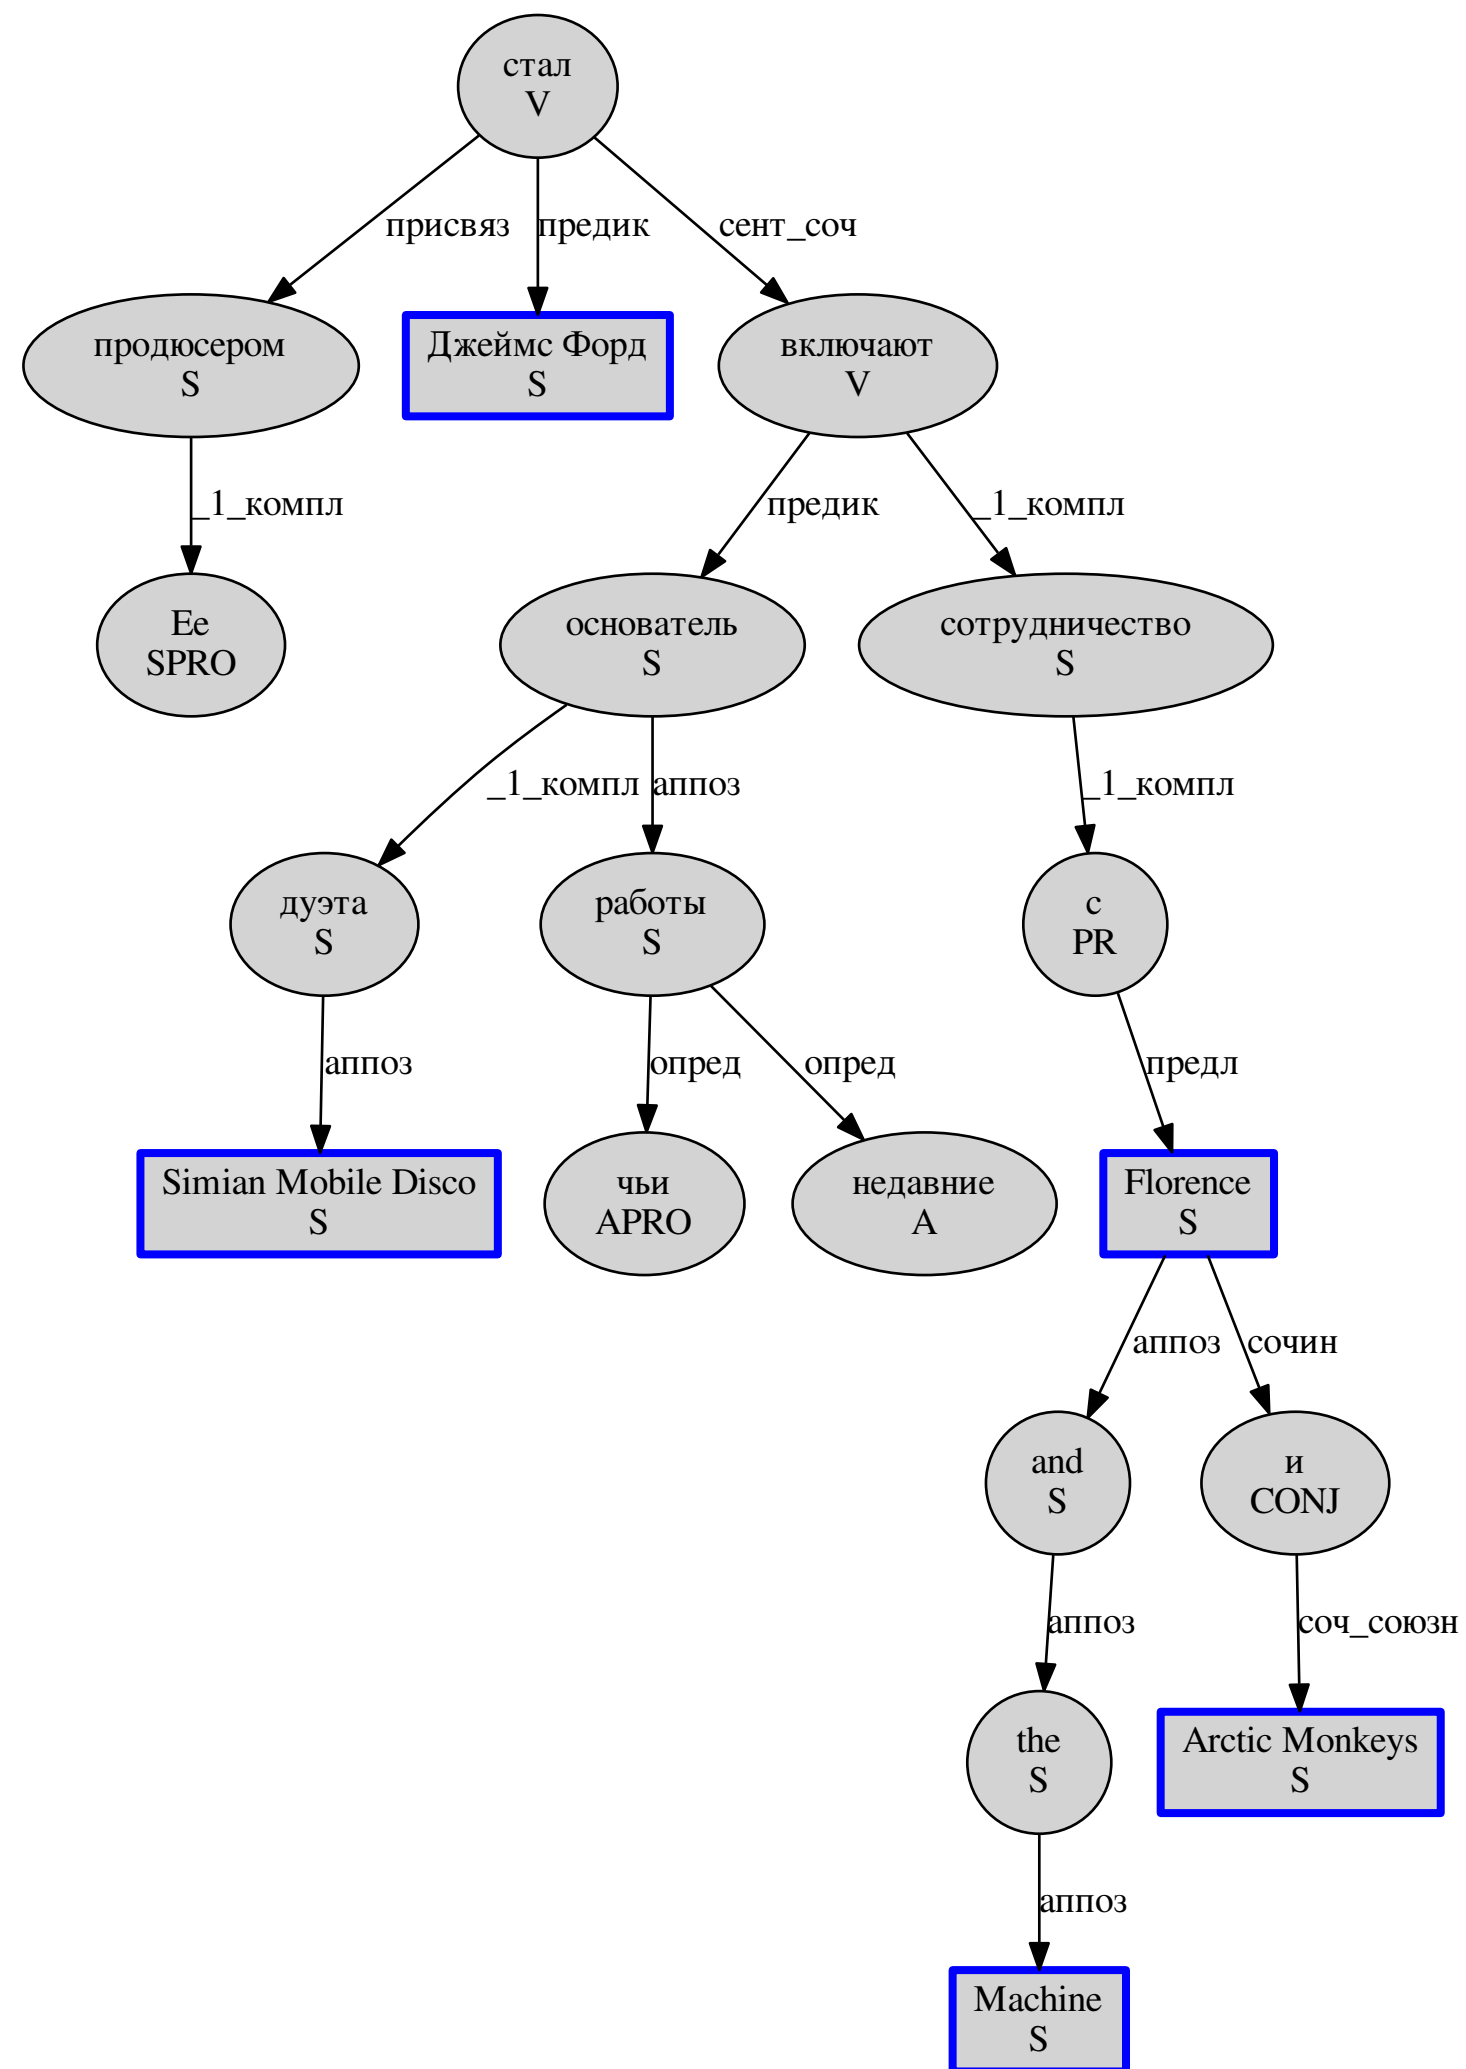 стал
V
присвяз
предик
сент_соч
продюсером
S
Джеймс Форд
S
включают
V
_1_компл
предик
_1_компл
Ее
SPRO
основатель
S
сотрудничество
S
_1_компл
аппоз
_1_компл
дуэта
S
работы
S
с
PR
аппоз
опред
опред
предл
Simian Mobile Disco
S
чьи
APRO
недавние
A
Florence
S
аппоз
сочин
and
S
и
CONJ
аппоз
соч_союзн
the
S
Arctic Monkeys
S
аппоз
Machine
S